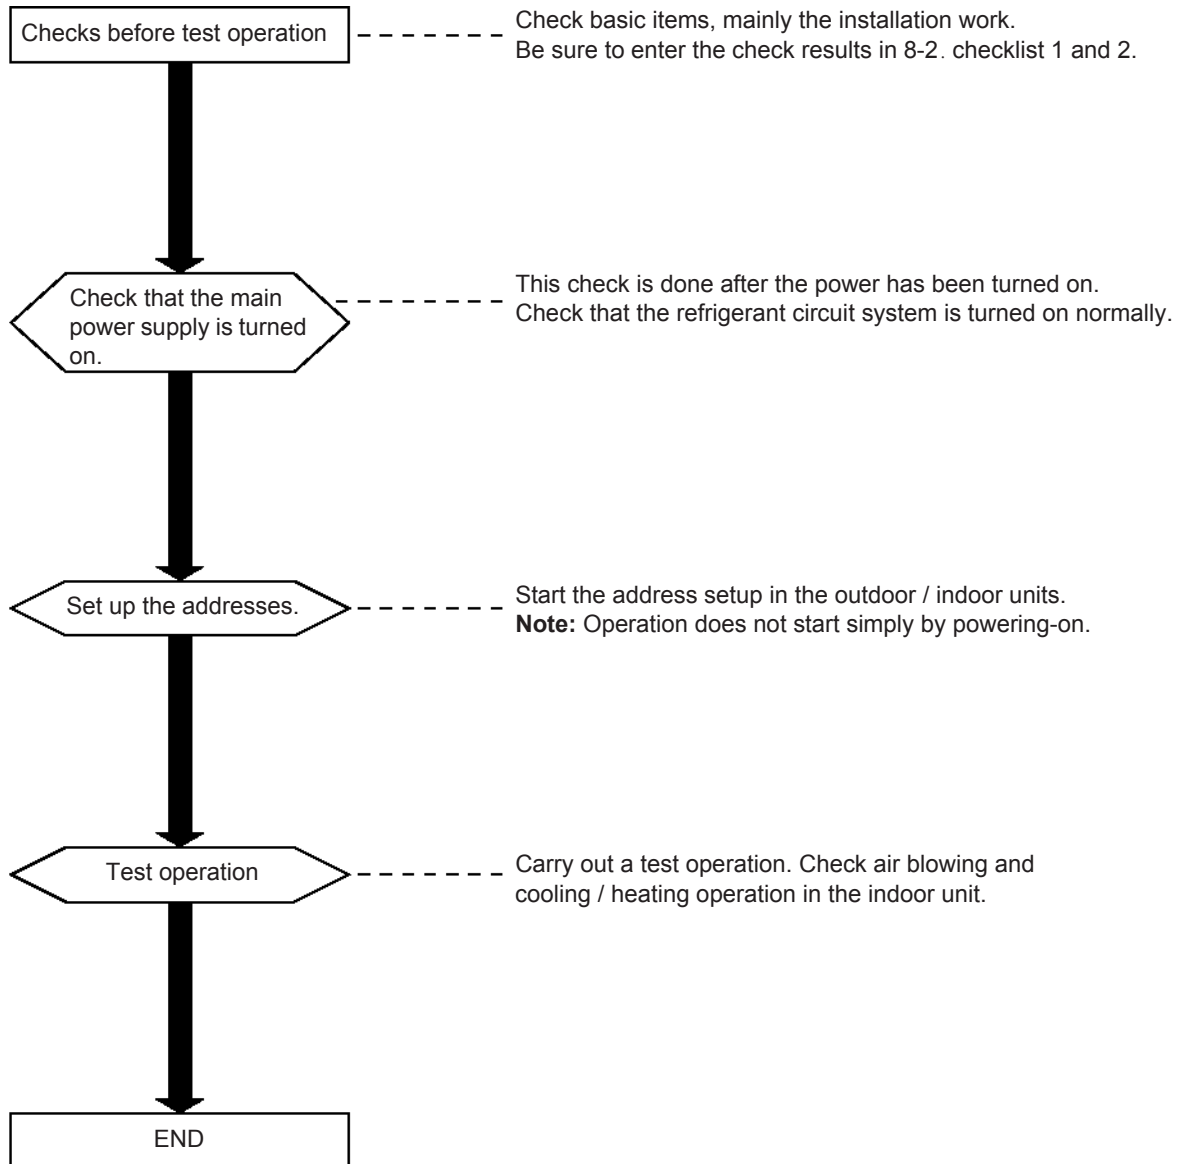 Checks before test operation
Check basic items, mainly the installation work.
Be sure to enter the check results in 8-2. checklist 1 and 2.
Check that the main
power supply is turned
on.
This check is done after the power has been turned on.
Check that the refrigerant circuit system is turned on normally.
Set up the addresses.
Start the address setup in the outdoor / indoor units.
Note: Operation does not start simply by powering-on.
Test operation
Carry out a test operation. Check air blowing and
cooling / heating operation in the indoor unit.
END